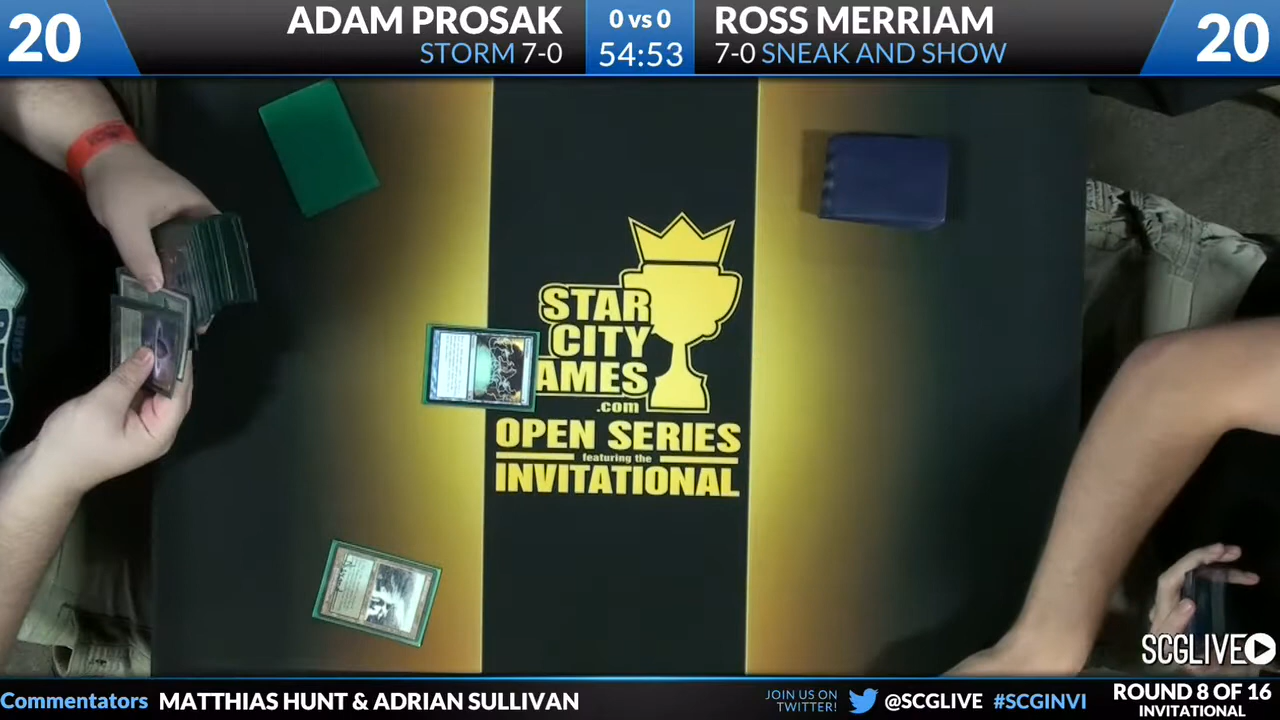 20
ADAM PROSAK
STORM 7-0
0 vs 0
54:53
ROSS MERRIAM
7-0 SNEAK AND SHOW
20
STAR
CITY
AMES
.com
OPEN SERIES
featuring the
INVITATIONAL
SCGLIVE
Commentators MATTHIAS HUNT & ADRIAN SULLIVAN
JOIN US ON
TWITTER!
@SCGLIVE #SCGINVI
ROUND 8 OF 16
INVITATIONAL